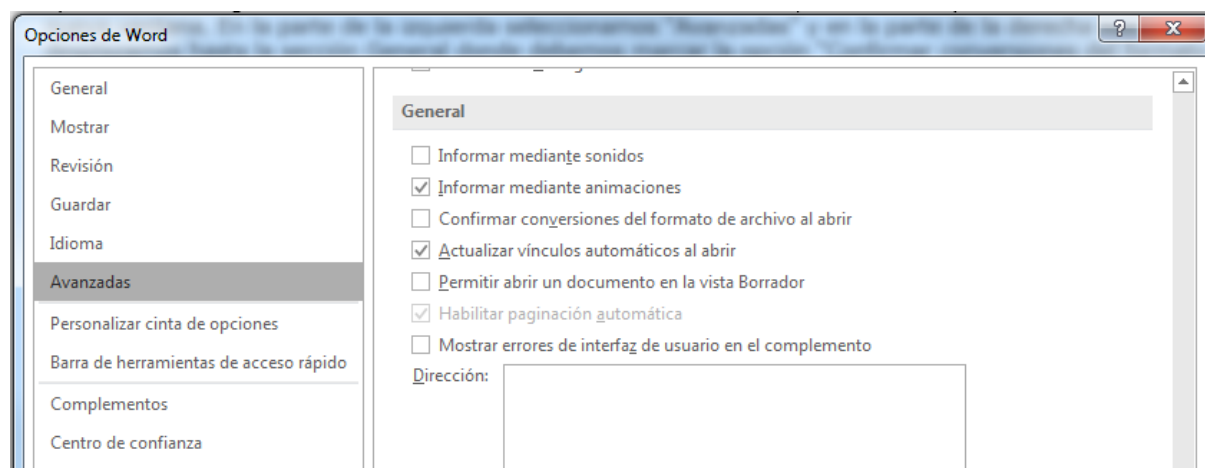 Opciones de Word
General
Mostrar
Revisión
Guardar
Idioma
Avanzadas
Personalizar cinta de opciones
Barra de herramientas de acceso rápido
Complementos
Centro de confianza
General
Informar mediante sonidos
Informar mediante animaciones
Confirmar conversiones del formato de archivo al abrir
Actualizar vínculos automáticos al abrir
Permitir abrir un documento en la vista Borrador
Habilitar paginación automática
Mostrar errores de interfaz de usuario en el complemento
Dirección: